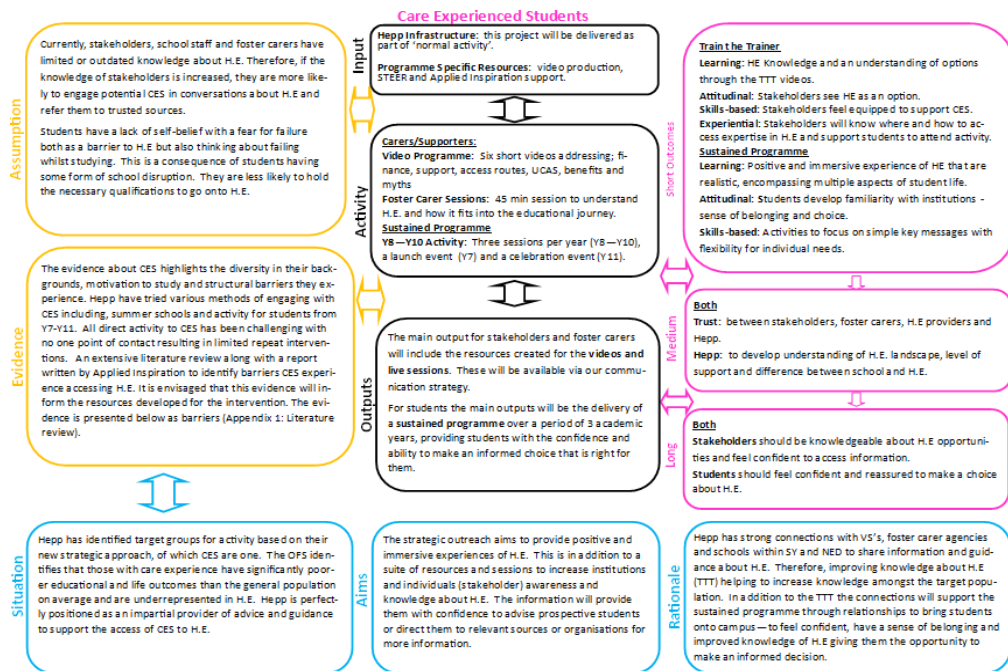 Care Experienced Students
Assumption
Currently, stakeholders, school staff and foster carers have
limited or outdated knowledge about H.E. Therefore, if the
knowledge of stakeholders is increased, they are more like-
ly to engage potential CES in conversations about H.E and
refer them to trusted sources.
Students have a lack of self-belief with a fear for failure
both as a barrier to HE but also thinking about failing
whilst studying. This is a consequence of students having
some form of school disruption. They are less likely to hold
the necessary qualifications to go onto H.E.
Input
Hepp Infrastructure: this project will be delivered as
part of 'normal activity'.
Programme Specific Resources: video production,
STEER and Applied Inspiration support.
Activity
Carers/Supporters:
Video Programme: Six short videos addressing; fi-
nance, support, access routes, UCAS, benefits and
myths
Foster Carer Sessions: 45 min session to understand
H.E. and how it fits into the educational journey.
Sustained Programme
Y8—Y10 Activity: Three sessions per year (Y8—Y10),
a launch event (Y7) and a celebration event (Y11).
Short Outcomes
Train the Trainer
Learning: HE Knowledge and an understanding of options
through the TTT videos.
Attitudinal: Stakeholders see HE as an option.
Skills-based: Stakeholders feel equipped to support CES.
Experiential: Stakeholders will know where and how to ac-
cess expertise in H.E and support students to attend activity.
Sustained Programme
Learning: Positive and immersive experience of HE that are
realistic, encompassing multiple aspects of student life.
Attitudinal: Students develop familiarity with institutions -
sense of belonging and choice.
Skills-based: Activities to focus on simple key messages with
flexibility for individual needs.
Evidence
The evidence about CES highlights the diversity in their back-
grounds, motivation to study and structural barriers they ex-
perience. Hepp have tried various methods of engaging with
CES including, summer schools and activity for students from
Y7-Y11. All direct activity to CES has been challenging with
no one point of contact resulting in limited repeat interven-
tions. An extensive literature review along with a report
written by Applied Inspiration to identify barriers CES experi-
ence accessing H.E. It is envisaged that this evidence will in-
form the resources developed for the intervention. The evi-
dence is presented below as barriers (Appendix 1: Literature
review).
Outputs
The main output for stakeholders and foster carers
will include the resources created for the videos and
live sessions. These will be available via our commu-
nication strategy.
For students the main outputs will be the delivery of
a sustained programme over a period of 3 academic
years, providing students with the confidence and
ability to make an informed choice that is right for
them.
Medium
Both
Trust: between stakeholders, foster carers, H.E providers and
Hepp.
Hepp: to develop understanding of H.E. landscape, level of
support and difference between school and H.E.
Long
Both
Stakeholders should be knowledgeable about H.E opportuni-
ties and feel confident to access information.
Students should feel confident and reassured to make a choice
about H.E.
Situation
Hepp has identified target groups for activity based on their
new strategic approach, of which CES are one. The OFS iden-
tifies that those with care experience have significantly poor-
er educational and life outcomes than the general population
on average and are underrepresented in H.E. Hepp is perfect-
ly positioned as an impartial provider of advice and guidance
to support the access of CES to H.E.
Aims
The strategic outreach aims to provide positive and
immersive experiences of H.E. This is in addition to a
suite of resources and sessions to increase institutions
and individuals (stakeholder) awareness and
knowledge about H.E. The information will provide
them with confidence to advise prospective students
or direct them to relevant sources or organisations for
more information.
Rationale
Hepp has strong connections with VS's, foster carer agencies
and schools within SY and NED to share information and
guidance about H.E. Therefore, improving knowledge about H.E
(TTT) helping to increase knowledge amongst the target popu-
lation. In addition to the TTT the connections will support the
sustained programme through relationships to bring students
onto campus—to feel confident, have a sense of belonging and
improved knowledge of H.E giving them the opportunity to
make an informed decision.